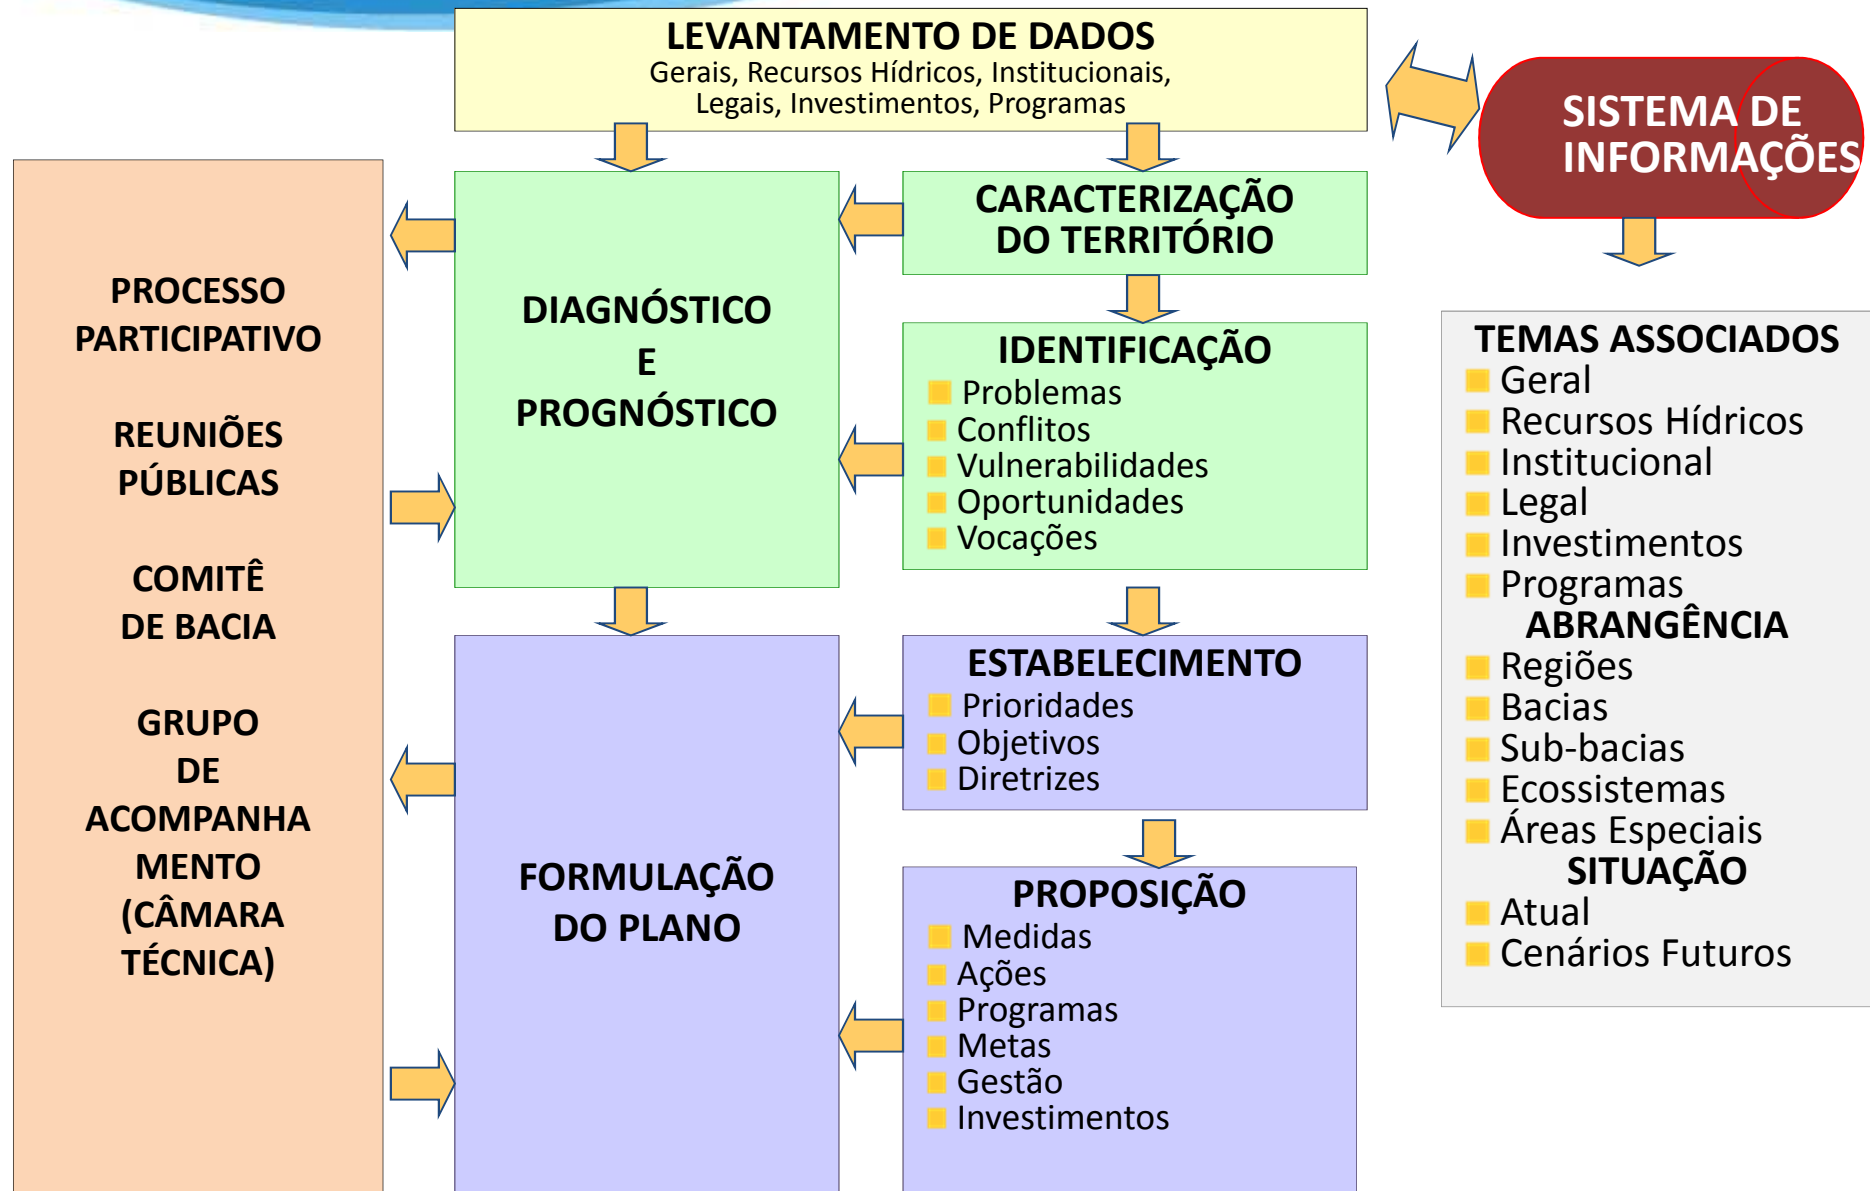 LEVANTAMENTO DE DADOS
Gerais, Recursos Hídricos, Institucionais,
Legais, Investimentos, Programas
SISTEMA DE
INFORMAÇÕES
PROCESSO
PARTICIPATIVO
REUNIÕES
PÚBLICAS
COMITÊ
DE BACIA
GRUPO
DE
ACOMPANHA
MENTO
(CÂMARA
TÉCNICA)
DIAGNÓSTICO
E
PROGNÓSTICO
CARACTERIZAÇÃO
DO TERRITÓRIO
IDENTIFICAÇÃO
Problemas
Conflitos
Vulnerabilidades
Oportunidades
Vocações
FORMULAÇÃO
DO PLANO
ESTABELECIMENTO
Prioridades
Objetivos
Diretrizes
PROPOSIÇÃO
Medidas
Ações
Programas
Metas
Gestão
Investimentos
TEMAS ASSOCIADOS
Geral
Recursos Hídricos
Institucional
Legal
Investimentos
Programas
ABRANGÊNCIA
Regiões
Bacias
Sub-bacias
Ecossistemas
Áreas Especiais
SITUAÇÃO
Atual
Cenários Futuros